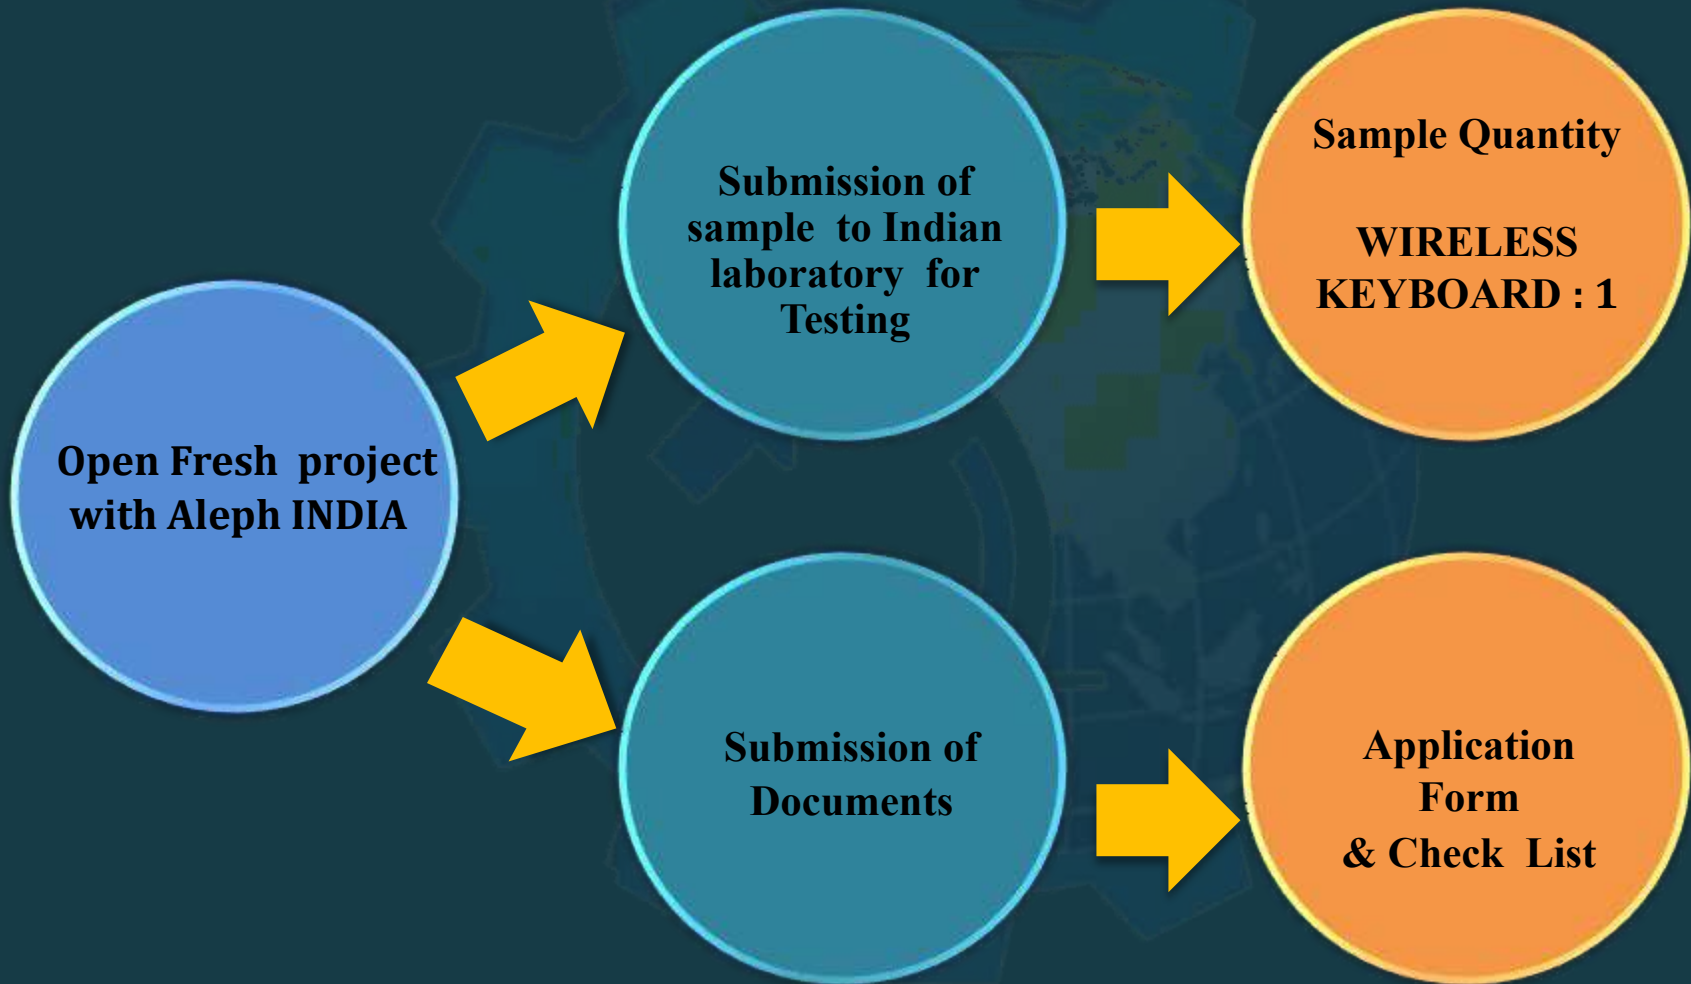 Open Fresh project
with Aleph INDIA
Submission of
sample to Indian
laboratory for
Testing
Sample Quantity
WIRELESS
KEYBOARD : 1
Submission of
Documents
Application
Form
& Check List